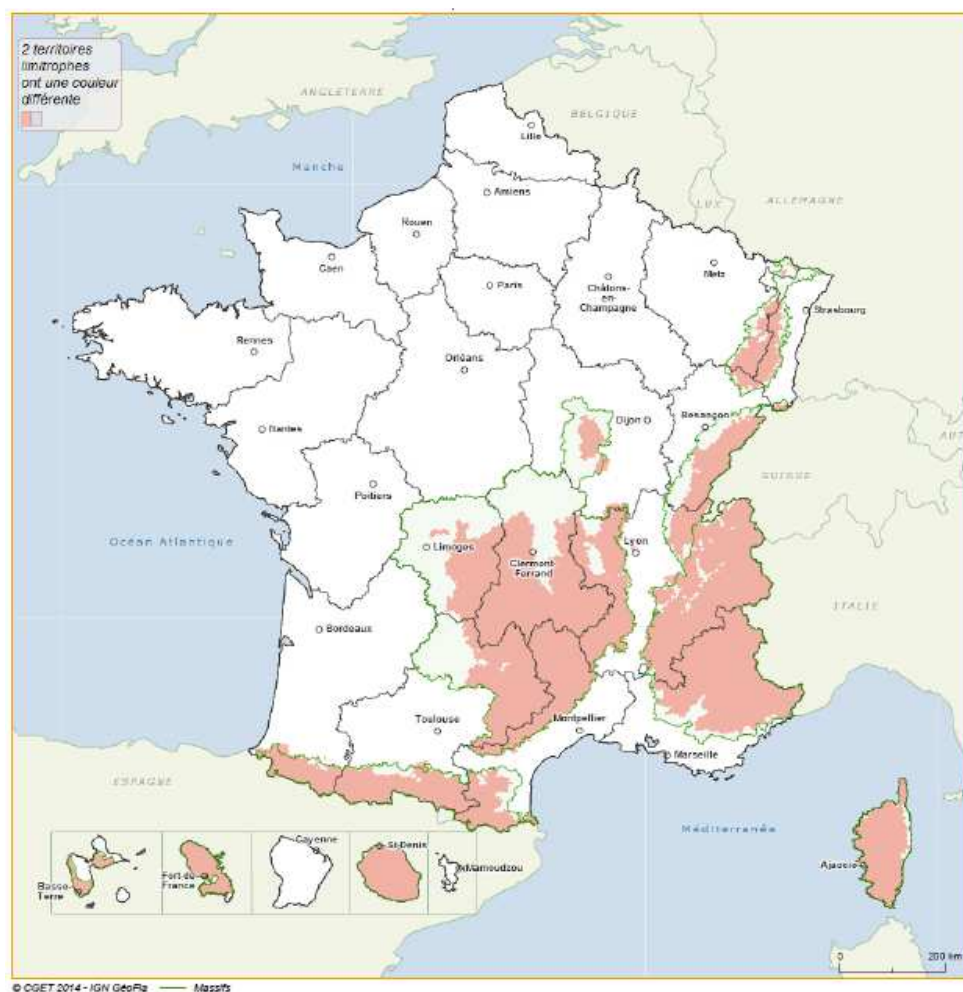 2 territoires
limitrophes
ont une couleur
différente
ANGLETERRE
BELGIQUE
Lille
Manche
Amiens
LUX
ALLEMAGNE
Rouen
Caen
Metz
Paris
Châlons-
en-
Champagne
Strasbourg
Rennes
Orléans
Dijon
Besançon
AUT
Nantes
SUISSE
Poitiers
Océan Atlantique
Limoges
Lyon
Clermont-
Ferrand
ITALIE
Bordeaux
Toulouse
Montpellier
Marseille
ESPAGNE
Méditerranée
Cayenne
St-Denis
Mamoudzou
Ajaccio
Fort-de-
France
Basse-
Terre
0 200 km
© CGET 2014 - IGN GéoFla Massifs